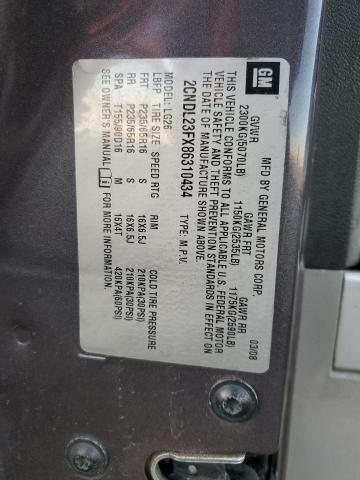 GM
MFD BY GENERAL MOTORS CORP.
03/08
GVWR GAWR FRT GAWR RR
2300KG(5070LB) 1150KG(2535LB) 1175KG(2590LB)
THIS VEHICLE CONFORMS TO ALL APPLICABLE U.S. FEDERAL MOTOR
VEHICLE SAFETY AND THEFT PREVENTION STANDARDS IN EFFECT ON
THE DATE OF MANUFACTURE SHOWN ABOVE.
2CNDL23FX86310434 TYPE: M.P.V.
MODEL: LG26
LBFP TIRE SIZE SPEED RTG RIM COLD TIRE PRESSURE
FRT P235/65R16 S 16X6.5J 210KPA(30PSI)
RR P235/65R16 S 16X6.5J 210KPA(30PSI)
SPA T155/90D16 M 16X4T 420KPA(60PSI)
SEE OWNER'S MANUAL FOR MORE INFORMATION.